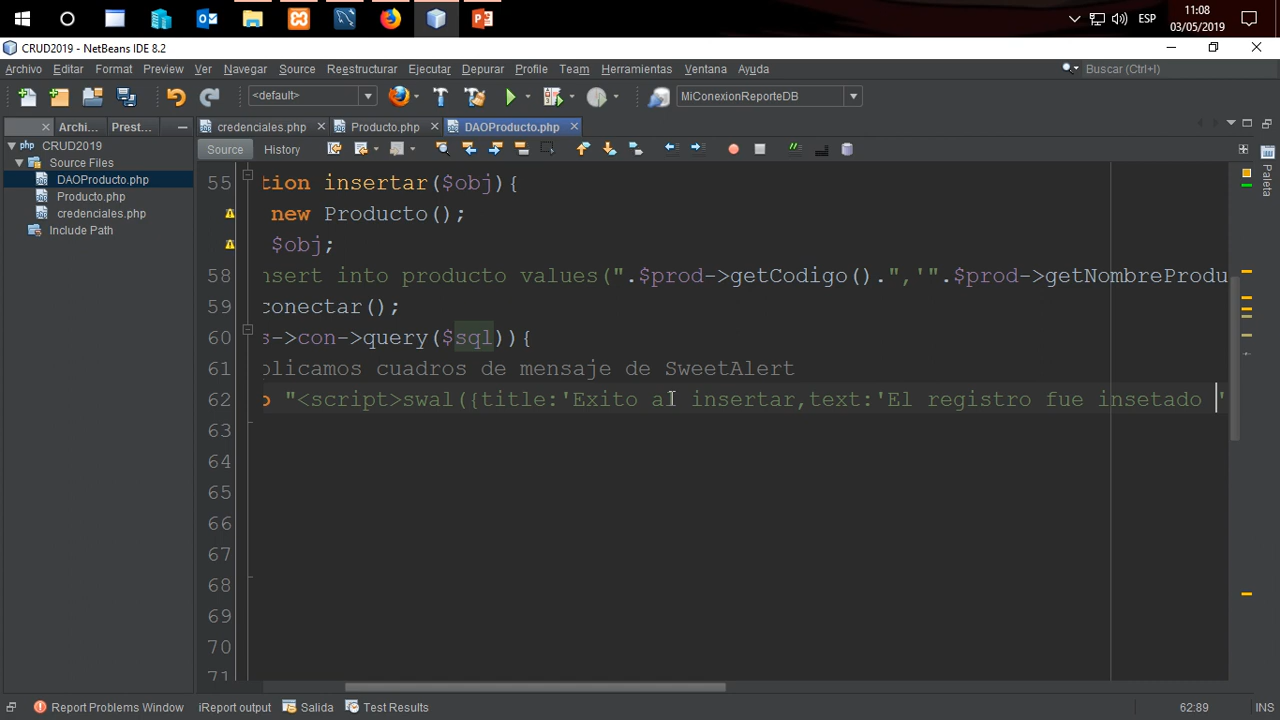 ESP
11:08
03/05/2019
CRUD2019 - NetBeans IDE 8.2
Archivo Editar Format Preview Ver Navegar Source Reestructurar Ejecutar Depurar Profile Team Herramientas Ventana Ayuda
Buscar (Ctrl+I)
<default>
MiConexionReporteDB
Archi... Prest...
credenciales.php Producto.php DAOProducto.php
Source History
CRUD2019
Source Files
DAOProducto.php
Producto.php
credenciales.php
Include Path
Paleta
55 tion insertar($obj){
new Producto();
$obj;
58 nsert into producto values(".$prod->getCodigo().",'".$prod->getNombreProdu
59 conectar();
60 s->con->query($sql)){
61 plicamos cuadros de mensaje de SweetAlert
62 o "<script>swal({title:'Exito al insertar,text:'El registro fue insetado '
63
64
65
66
67
68
69
70
71
Report Problems Window iReport output Salida Test Results
62:89 INS